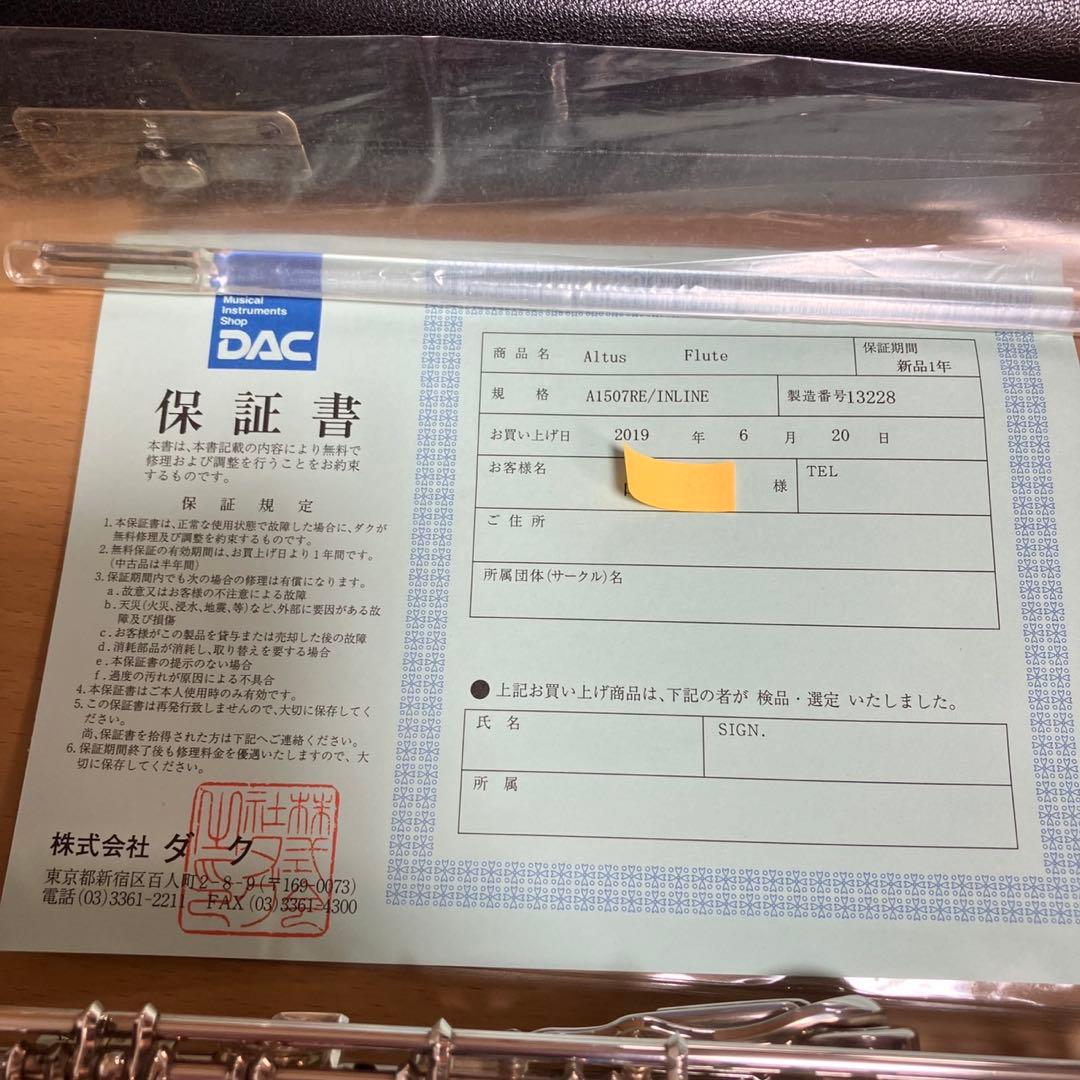 Musical
Instruments
Shop
DAC
保証書
本書は、本書記載の内容により無料で
修理および調整を行うことをお約束
するものです。
保証規定
1.本保証書は、正常な使用状態で故障した場合に、ダクが
無料修理及び調整を約束するものです。
2.無料保証の有効期間は、お買上げ日より1年間です。
(中古品は半年間)
3.保証期間内でも次の場合の修理は有償になります。
a.故意又はお客様の不注意による故障
b.天災(火災、浸水、地震、等)など、外部に要因がある故
障及び損傷
c.お客様がこの製品を貸与または売却した後の故障
d.消耗部品が消耗し、取り替えを要する場合
e.本保証書の提示のない場合
f.過度の汚れが原因による不具合
4.本保証書はご本人使用時のみ有効です。
5.この保証書は再発行致しませんので、大切に保存してく
ださい。
尚、保証書を拾得された方は下記へご連絡ください。
6.保証期間終了後も修理料金を優遇いたしますので、大
切に保存してください。
株式会社 ダク
東京都新宿区百人町2-8-9(〒169-0073)
電話(03)3361-2211 FAX(03)3361-4300
商品名 Altus Flute
保証期間
新品1年
規格 A1507RE/INLINE 製造番号13228
お買い上げ日 2019 年 6 月 20 日
お客様名 様 TEL
ご住所
所属団体(サークル)名
●上記お買い上げ商品は、下記の者が 検品・選定 いたしました。
氏名 SIGN.
所属